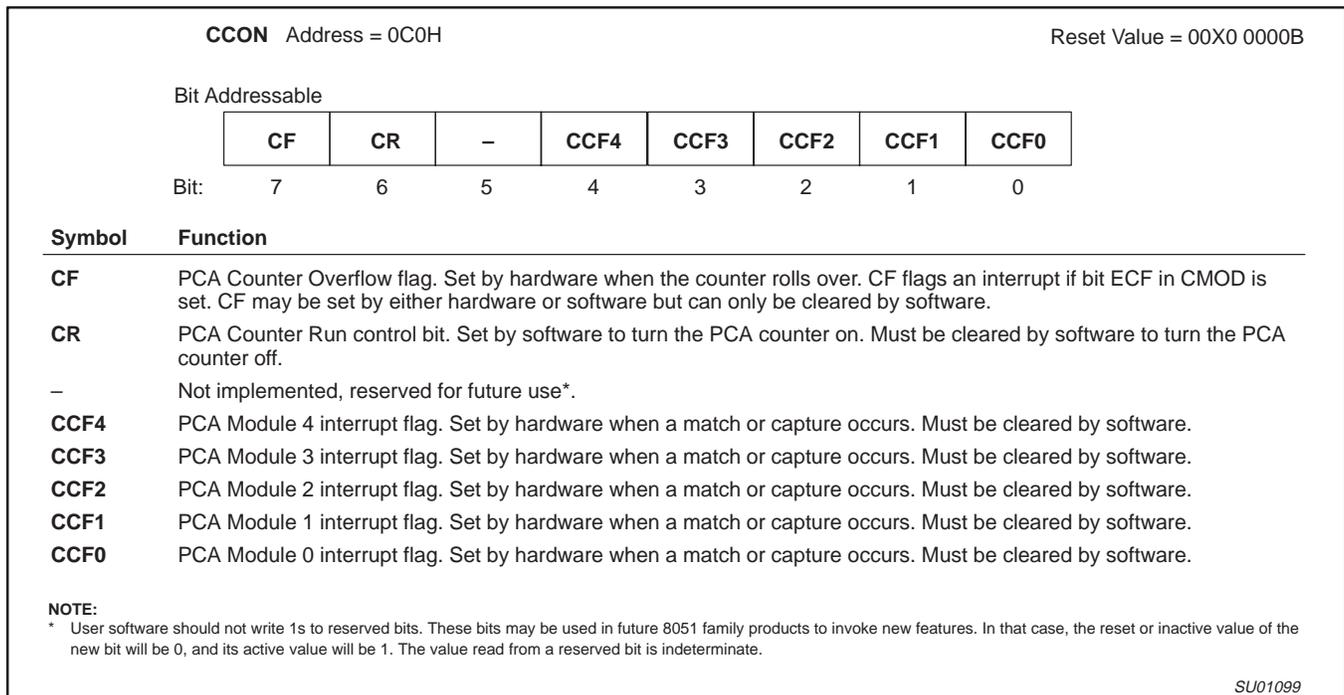 CCON Address = 0C0H Reset Value = 00X0 0000B
Bit Addressable
CF CR – CCF4 CCF3 CCF2 CCF1 CCF0
Bit: 7 6 5 4 3 2 1 0
Symbol Function
CF PCA Counter Overflow flag. Set by hardware when the counter rolls over. CF flags an interrupt if bit ECF in CMOD is
set. CF may be set by either hardware or software but can only be cleared by software.
CR PCA Counter Run control bit. Set by software to turn the PCA counter on. Must be cleared by software to turn the PCA
counter off.
– Not implemented, reserved for future use*.
CCF4 PCA Module 4 interrupt flag. Set by hardware when a match or capture occurs. Must be cleared by software.
CCF3 PCA Module 3 interrupt flag. Set by hardware when a match or capture occurs. Must be cleared by software.
CCF2 PCA Module 2 interrupt flag. Set by hardware when a match or capture occurs. Must be cleared by software.
CCF1 PCA Module 1 interrupt flag. Set by hardware when a match or capture occurs. Must be cleared by software.
CCF0 PCA Module 0 interrupt flag. Set by hardware when a match or capture occurs. Must be cleared by software.
NOTE:
* User software should not write 1s to reserved bits. These bits may be used in future 8051 family products to invoke new features. In that case, the reset or inactive value of the
new bit will be 0, and its active value will be 1. The value read from a reserved bit is indeterminate.
SU01099